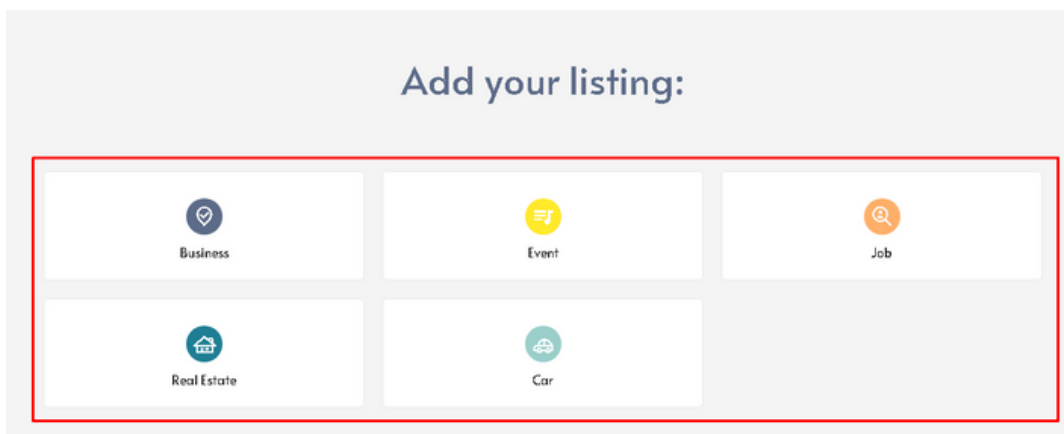 Add your listing:
Business
Event
Job
Real Estate
Car